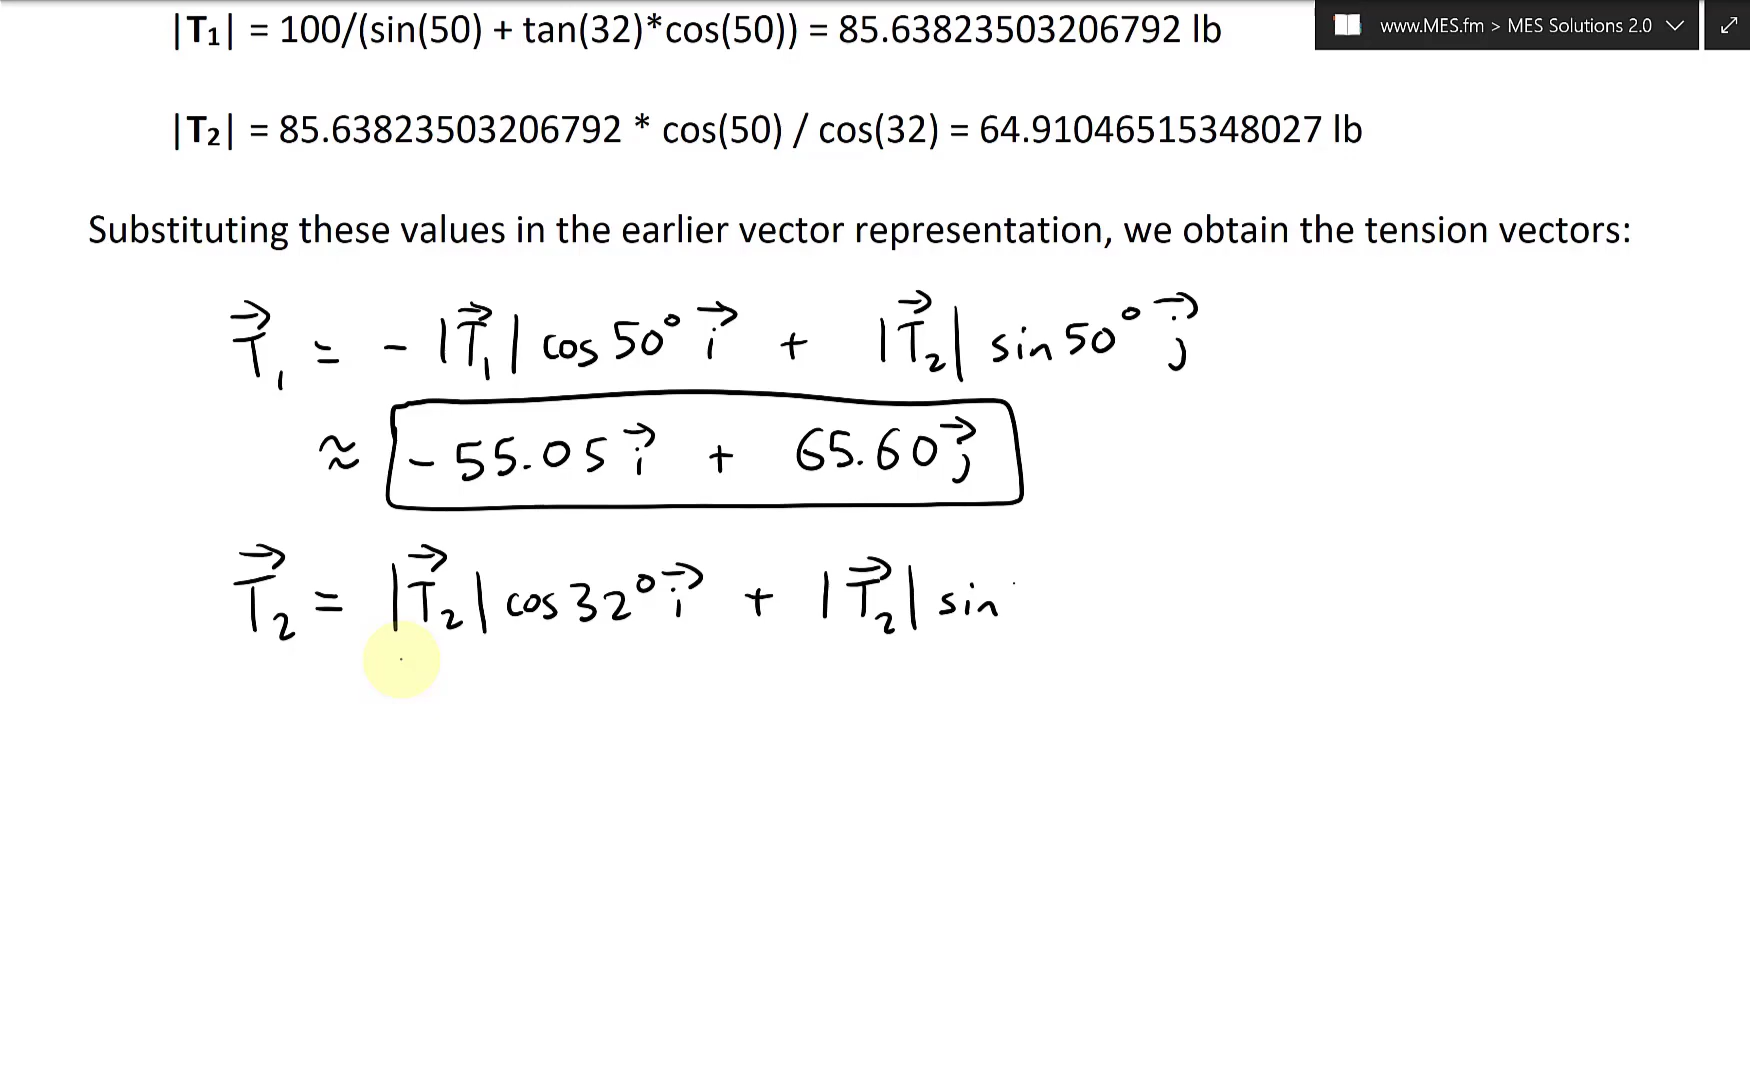 |T₁| = 100/(sin(50) + tan(32)*cos(50)) = 85.63823503206792 lb
www.MES.fm > MES Solutions 2.0
|T₂| = 85.63823503206792 * cos(50) / cos(32) = 64.91046515348027 lb
Substituting these values in the earlier vector representation, we obtain the tension vectors:
T⃗₁ = - |T⃗₁| cos 50° i⃗ + |T⃗₂| sin 50° j⃗
≈ - 55.05 i⃗ + 65.60 j⃗
T⃗₂ = |T⃗₂| cos 32° i⃗ + |T⃗₂| sin